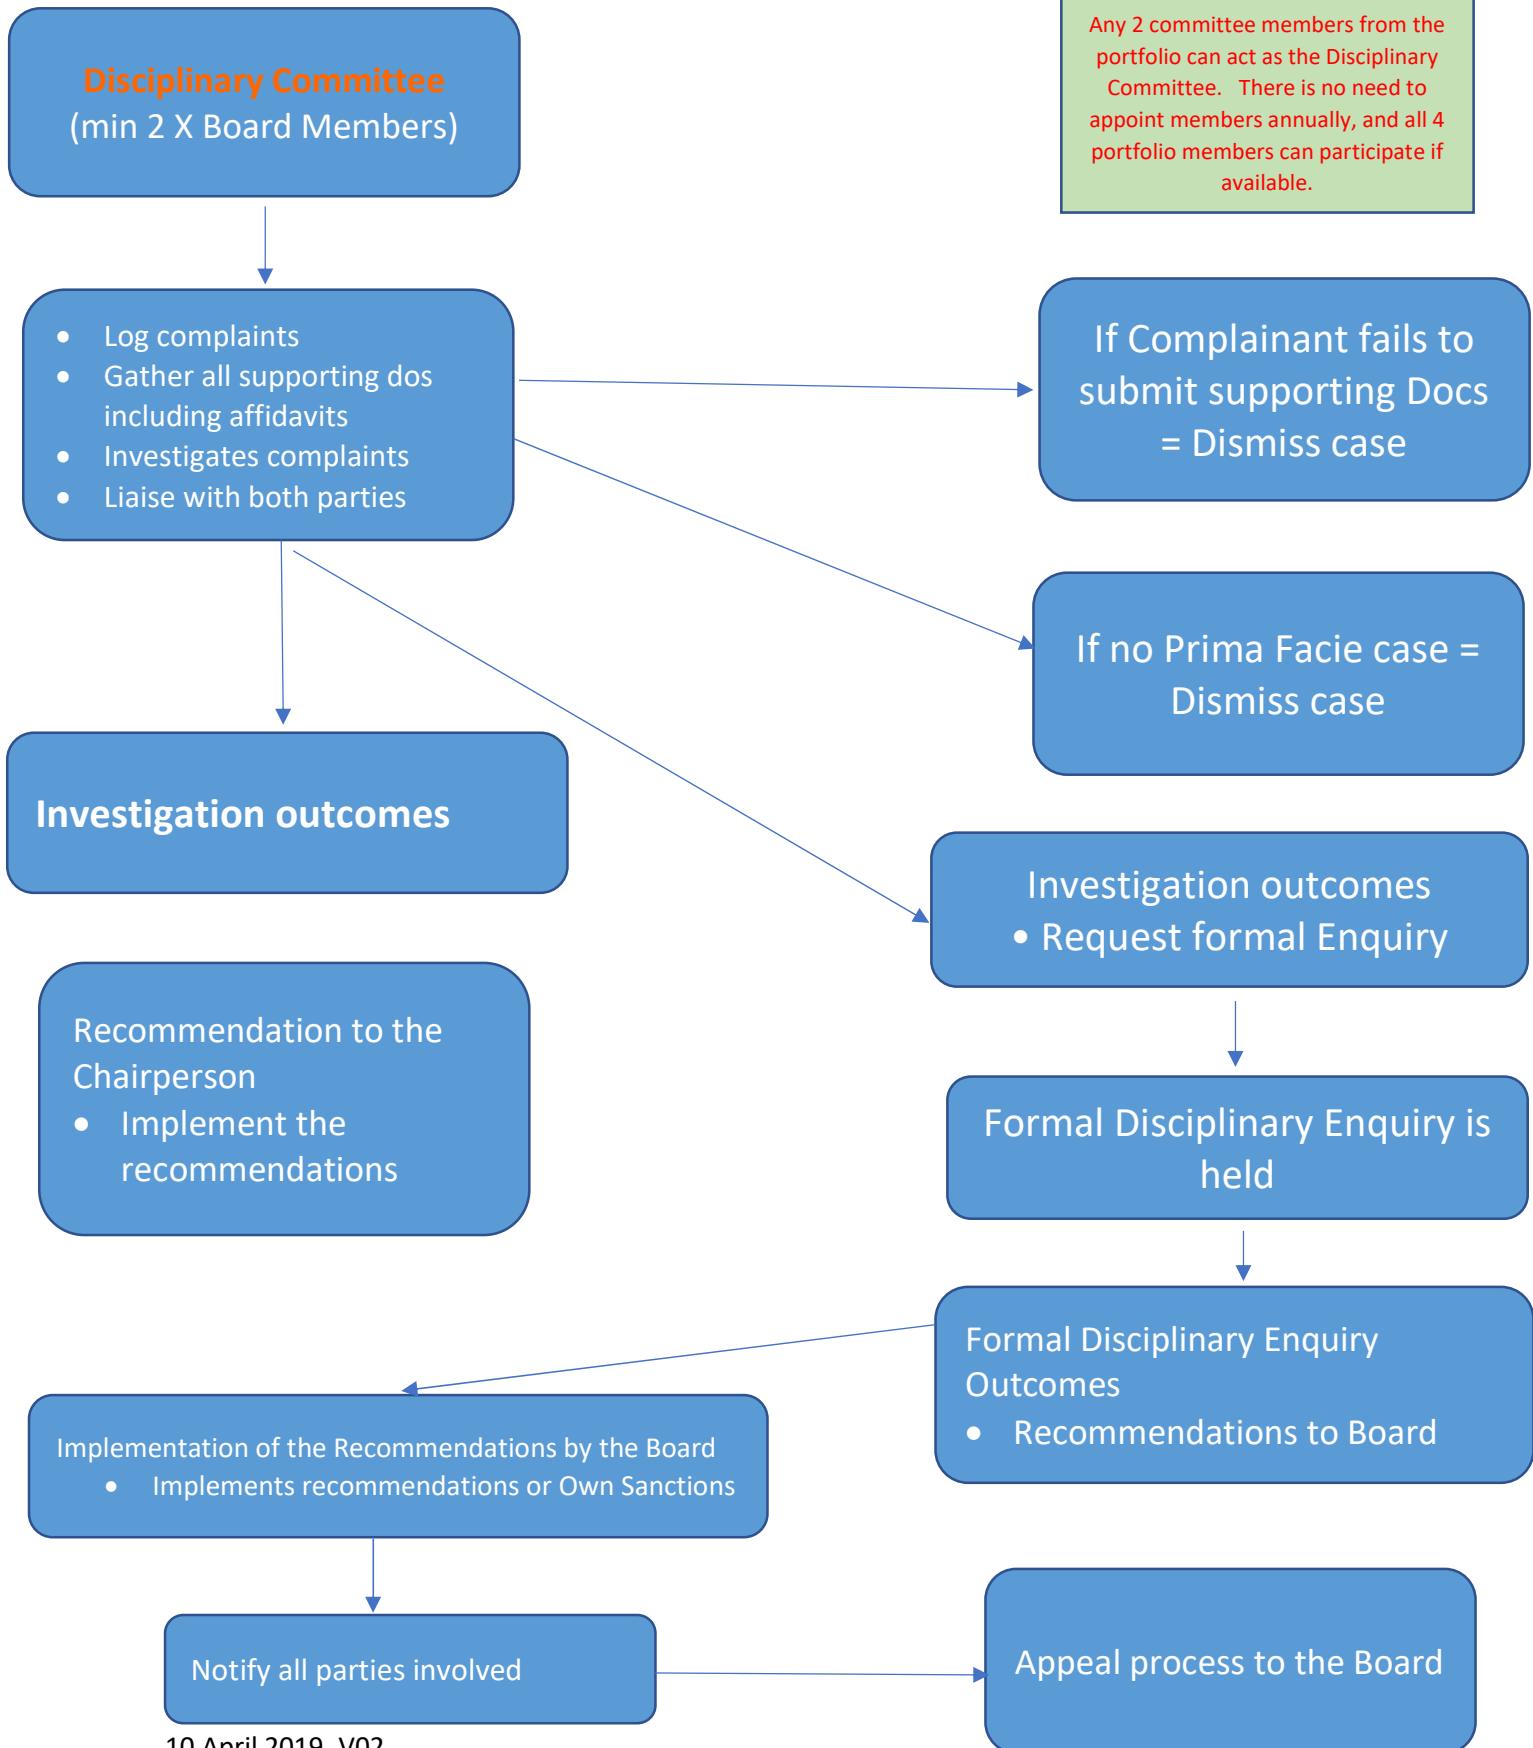 Disciplinary Committee
(min 2 X Board Members)
Any 2 committee members from the
portfolio can act as the Disciplinary
Committee. There is no need to
appoint members annually, and all 4
portfolio members can participate if
available.
• Log complaints
• Gather all supporting dos
including affidavits
• Investigates complaints
• Liaise with both parties
If Complainant fails to
submit supporting Docs
= Dismiss case
If no Prima Facie case =
Dismiss case
Investigation outcomes
Investigation outcomes
• Request formal Enquiry
Recommendation to the
Chairperson
• Implement the
recommendations
Formal Disciplinary Enquiry is
held
Formal Disciplinary Enquiry
Outcomes
• Recommendations to Board
Implementation of the Recommendations by the Board
• Implements recommendations or Own Sanctions
Notify all parties involved
Appeal process to the Board
10 April 2019 V02